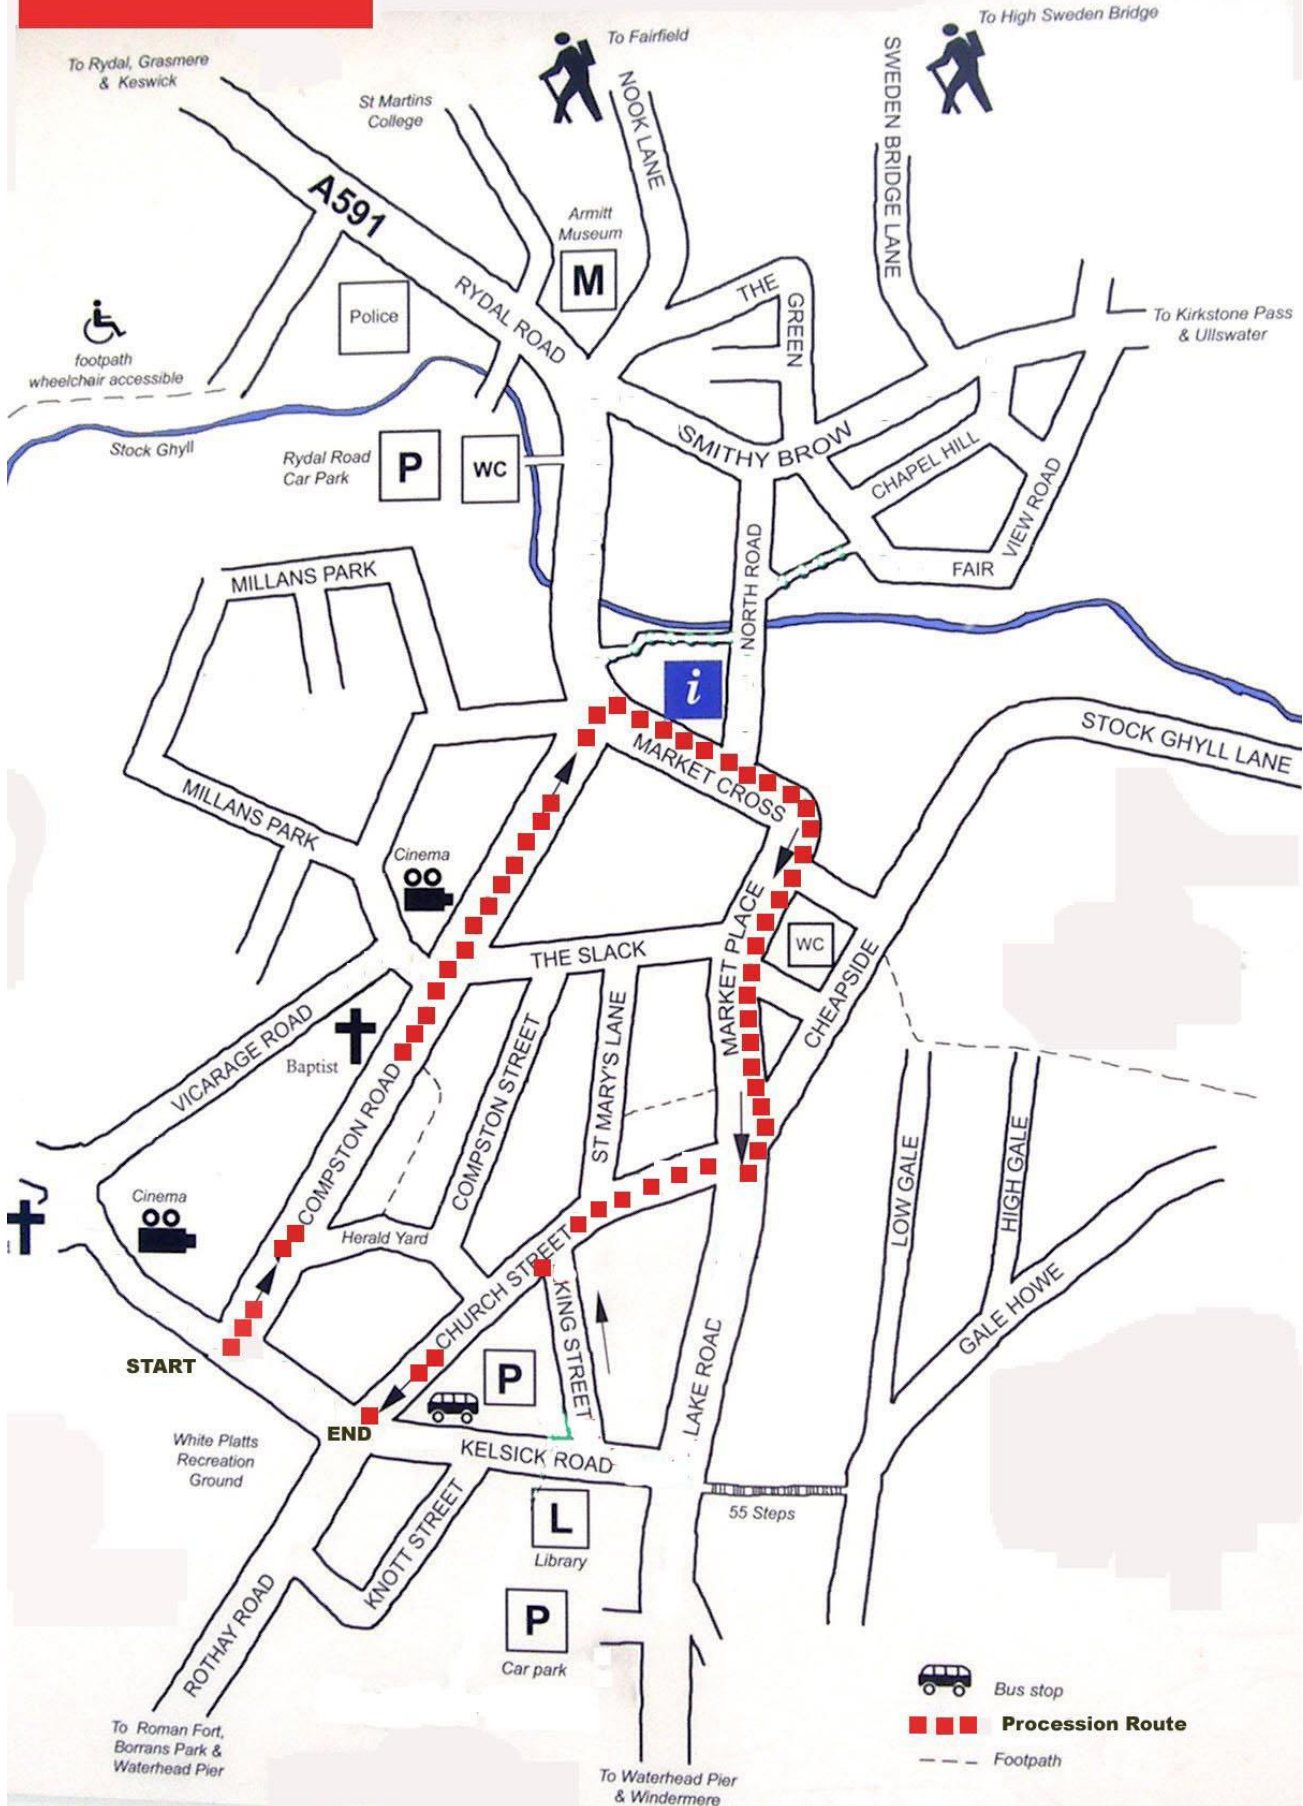 To High Sweden Bridge
To Fairfield
To Rydal, Grasmere
& Keswick
St Martins
College
NOOK LANE
SWEDEN BRIDGE LANE
A591
Armitt
Museum
M
RYDAL ROAD
THE
GREEN
Police
To Kirkstone Pass
& Ullswater
footpath
wheelchair accessible
Stock Ghyll
Rydal Road
Car Park
P
WC
SMITHY BROW
CHAPEL HILL
VIEW ROAD
FAIR
NORTH ROAD
MILLANS PARK
i
MARKET CROSS
STOCK GHYLL LANE
MILLANS PARK
Cinema
MARKET PLACE
WC
THE SLACK
CHEAPSIDE
VICARAGE ROAD
Baptist
COMPSTON ROAD
COMPSTON STREET
ST MARY'S LANE
LOW GALE
HIGH GALE
Cinema
Herald Yard
CHURCH STREET
KING STREET
GALE HOWE
LAKE ROAD
START
P
END
White Platts
Recreation
Ground
KELSICK ROAD
KNOTT STREET
L
Library
55 Steps
P
Car park
ROTHAY ROAD
To Roman Fort,
Borrans Park &
Waterhead Pier
To Waterhead Pier
& Windermere
Bus stop
Procession Route
Footpath